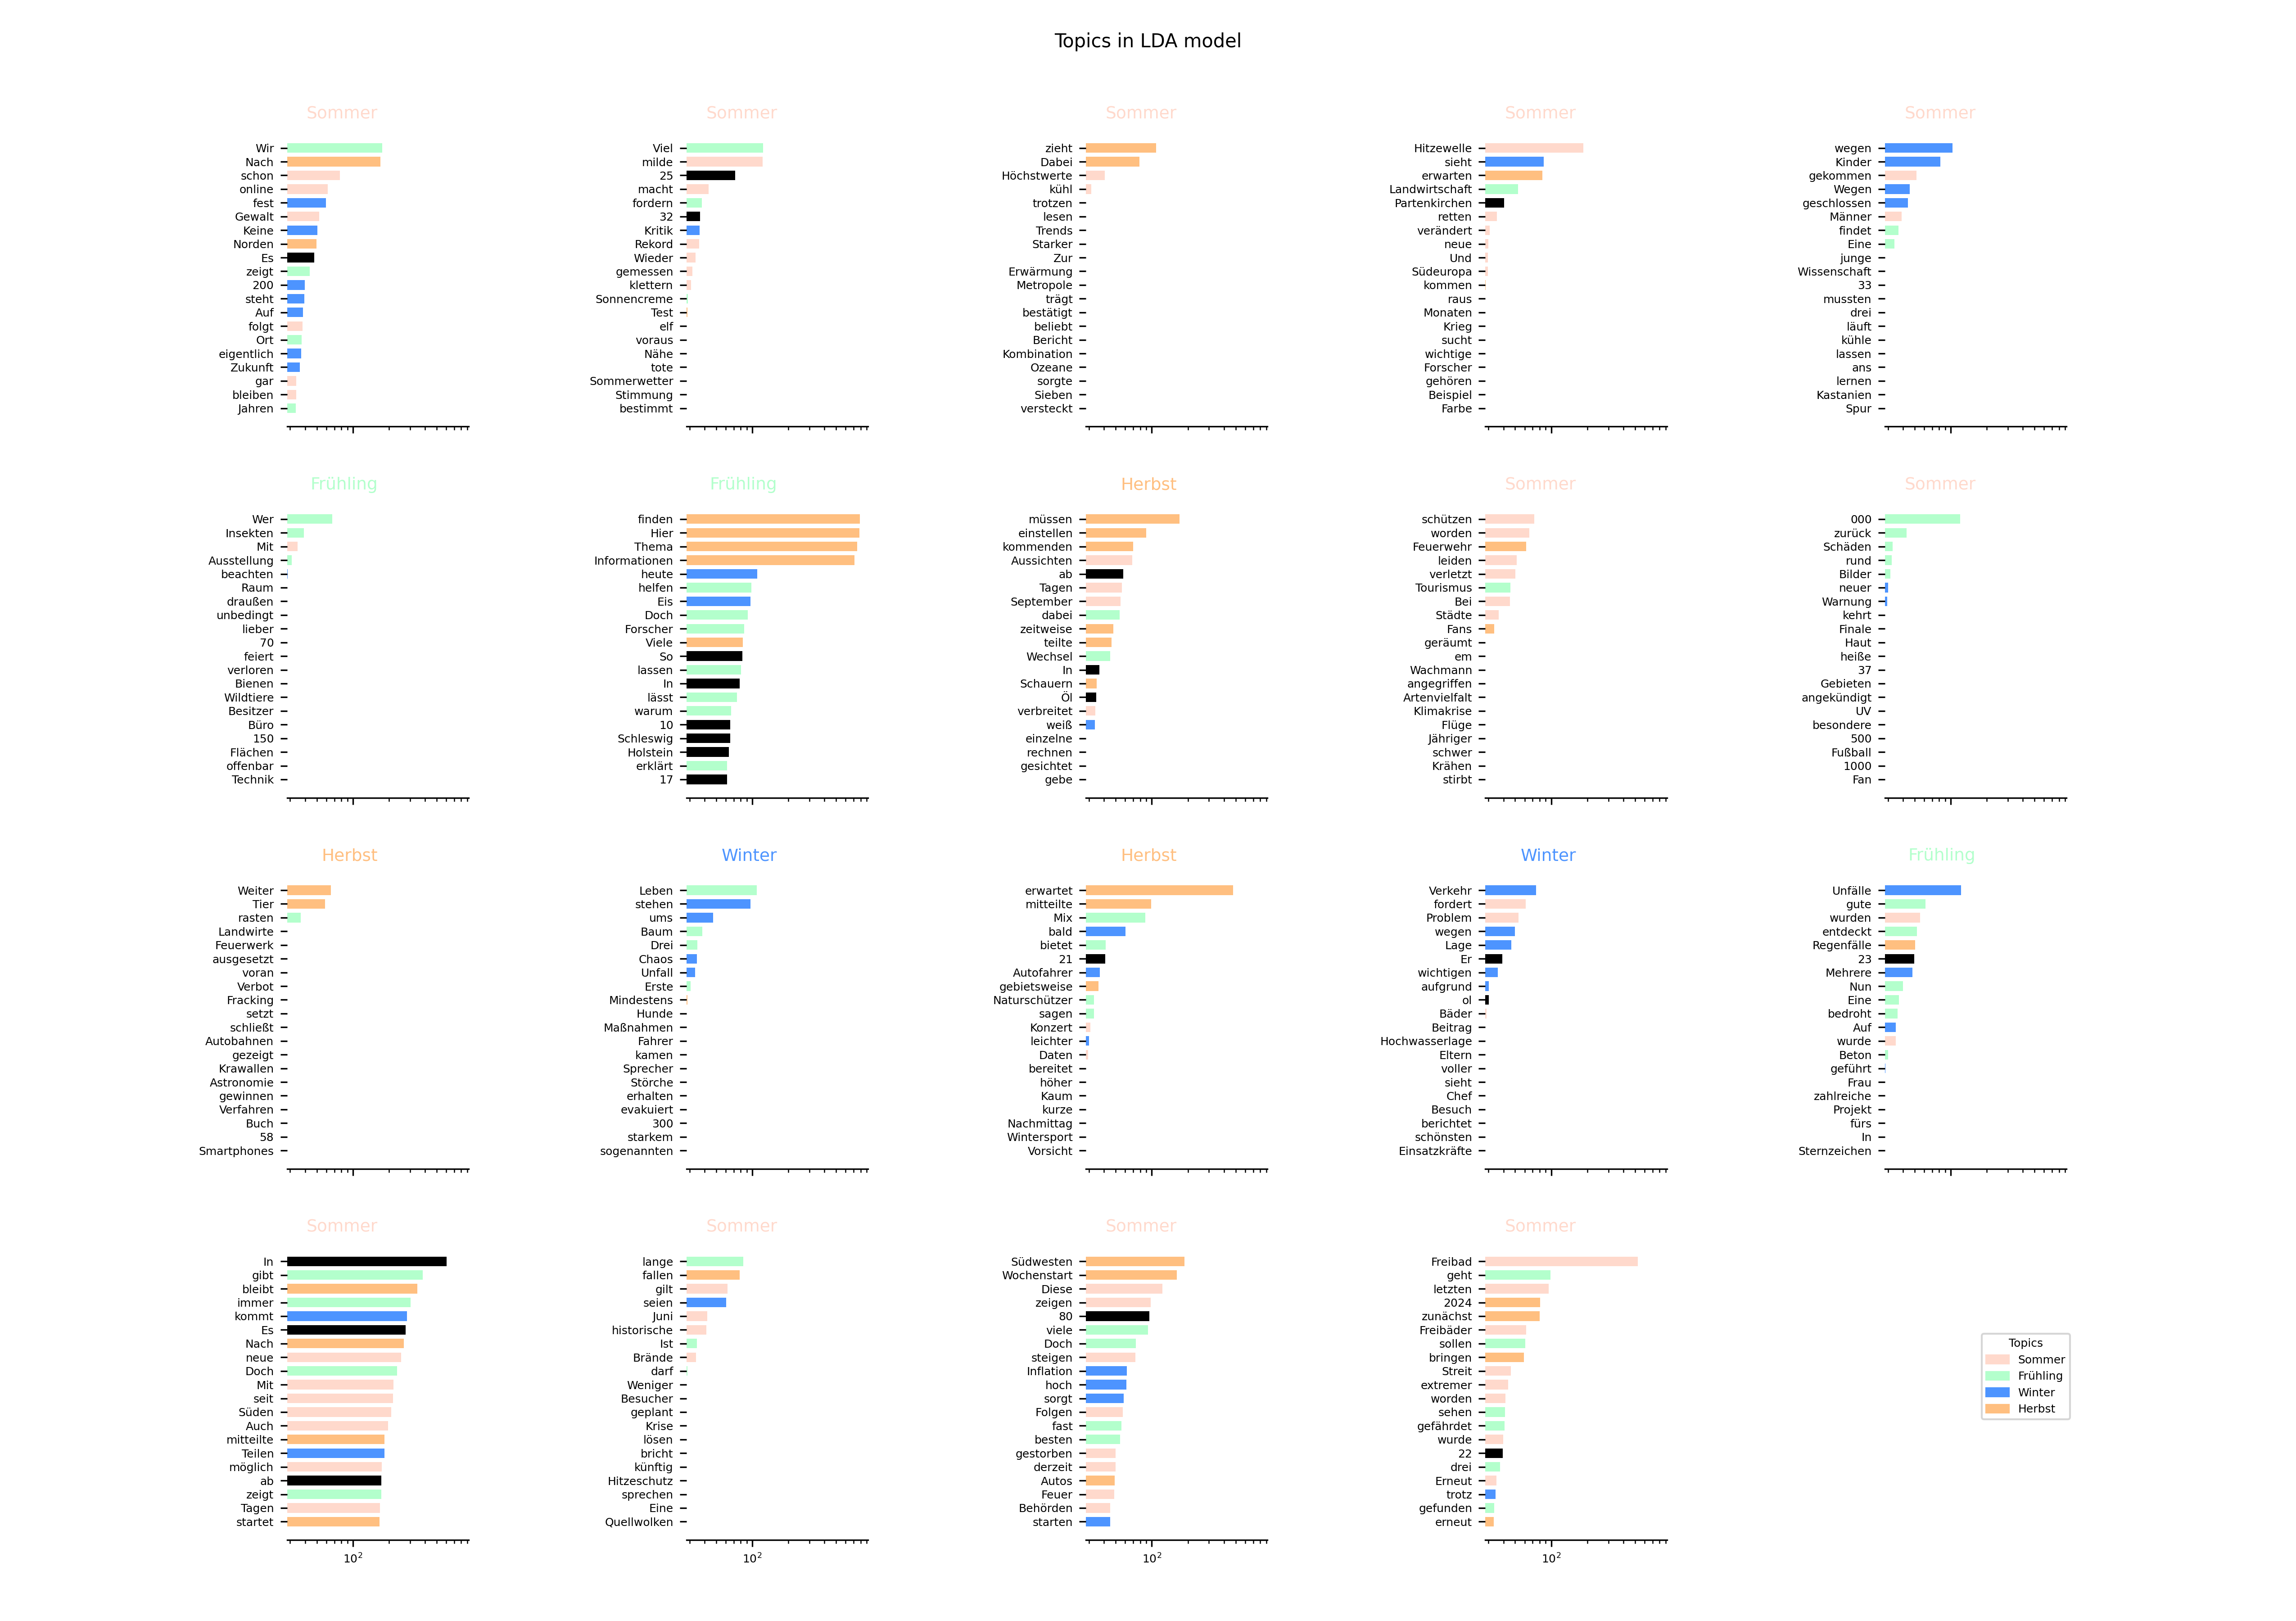 Topics in LDA model
Sommer
Wir
Nach
schon
online
fest
Gewalt
Keine
Norden
Es
zeigt
200
steht
Auf
folgt
Ort
eigentlich
Zukunft
gar
bleiben
Jahren
Sommer
Viel
milde
25
macht
fordern
32
Kritik
Rekord
Wieder
gemessen
klettern
Sonnencreme
Test
elf
voraus
Nähe
tote
Sommerwetter
Stimmung
bestimmt
Sommer
zieht
Dabei
Höchstwerte
kühl
trotzen
lesen
Trends
Starker
Zur
Erwärmung
Metropole
trägt
bestätigt
beliebt
Bericht
Kombination
Ozeane
sorgte
Sieben
versteckt
Sommer
Hitzewelle
sieht
erwarten
Landwirtschaft
Partenkirchen
retten
verändert
neue
Und
Südeuropa
kommen
raus
Monaten
Krieg
sucht
wichtige
Forscher
gehören
Beispiel
Farbe
Sommer
wegen
Kinder
gekommen
Wegen
geschlossen
Männer
findet
Eine
junge
Wissenschaft
33
mussten
drei
läuft
kühle
lassen
ans
lernen
Kastanien
Spur
Frühling
Wer
Insekten
Mit
Ausstellung
beachten
Raum
draußen
unbedingt
lieber
70
feiert
verloren
Bienen
Wildtiere
Besitzer
Büro
150
Flächen
offenbar
Technik
Frühling
finden
Hier
Thema
Informationen
heute
helfen
Eis
Doch
Forscher
Viele
So
lassen
In
lässt
warum
10
Schleswig
Holstein
erklärt
17
Herbst
müssen
einstellen
kommenden
Aussichten
ab
Tagen
September
dabei
zeitweise
teilte
Wechsel
In
Schauern
Öl
verbreitet
weiß
einzelne
rechnen
gesichtet
gebe
Sommer
schützen
worden
Feuerwehr
leiden
verletzt
Tourismus
Bei
Städte
Fans
geräumt
em
Wachmann
angegriffen
Artenvielfalt
Klimakrise
Flüge
Jähriger
schwer
Krähen
stirbt
Sommer
000
zurück
Schäden
rund
Bilder
neuer
Warnung
kehrt
Finale
Haut
heiße
37
Gebieten
angekündigt
UV
besondere
500
Fußball
1000
Fan
Herbst
Weiter
Tier
rasten
Landwirte
Feuerwerk
ausgesetzt
voran
Verbot
Fracking
setzt
schließt
Autobahnen
gezeigt
Krawallen
Astronomie
gewinnen
Verfahren
Buch
58
Smartphones
Winter
Leben
stehen
ums
Baum
Drei
Chaos
Unfall
Erste
Mindestens
Hunde
Maßnahmen
Fahrer
kamen
Sprecher
Störche
erhalten
evakuiert
300
starkem
sogenannten
Herbst
erwartet
mitteilte
Mix
bald
bietet
21
Autofahrer
gebietsweise
Naturschützer
sagen
Konzert
leichter
Daten
bereitet
höher
Kaum
kurze
Nachmittag
Wintersport
Vorsicht
Winter
Verkehr
fordert
Problem
wegen
Lage
Er
wichtigen
aufgrund
ol
Bäder
Beitrag
Hochwasserlage
Eltern
voller
sieht
Chef
Besuch
berichtet
schönsten
Einsatzkräfte
Frühling
Unfälle
gute
wurden
entdeckt
Regenfälle
23
Mehrere
Nun
Eine
bedroht
Auf
wurde
Beton
geführt
Frau
zahlreiche
Projekt
fürs
In
Sternzeichen
Sommer
In
gibt
bleibt
immer
kommt
Es
Nach
neue
Doch
Mit
seit
Süden
Auch
mitteilte
Teilen
möglich
ab
zeigt
Tagen
startet
10²
Sommer
lange
fallen
gilt
seien
Juni
historische
Ist
Brände
darf
Weniger
Besucher
geplant
Krise
lösen
bricht
künftig
Hitzeschutz
sprechen
Eine
Quellwolken
10²
Sommer
Südwesten
Wochenstart
Diese
zeigen
80
viele
Doch
steigen
Inflation
hoch
sorgt
Folgen
fast
besten
gestorben
derzeit
Autos
Feuer
Behörden
starten
10²
Sommer
Freibad
geht
letzten
2024
zunächst
Freibäder
sollen
bringen
Streit
extremer
worden
sehen
gefährdet
wurde
22
drei
Erneut
trotz
gefunden
erneut
10²
Topics
Sommer
Frühling
Winter
Herbst